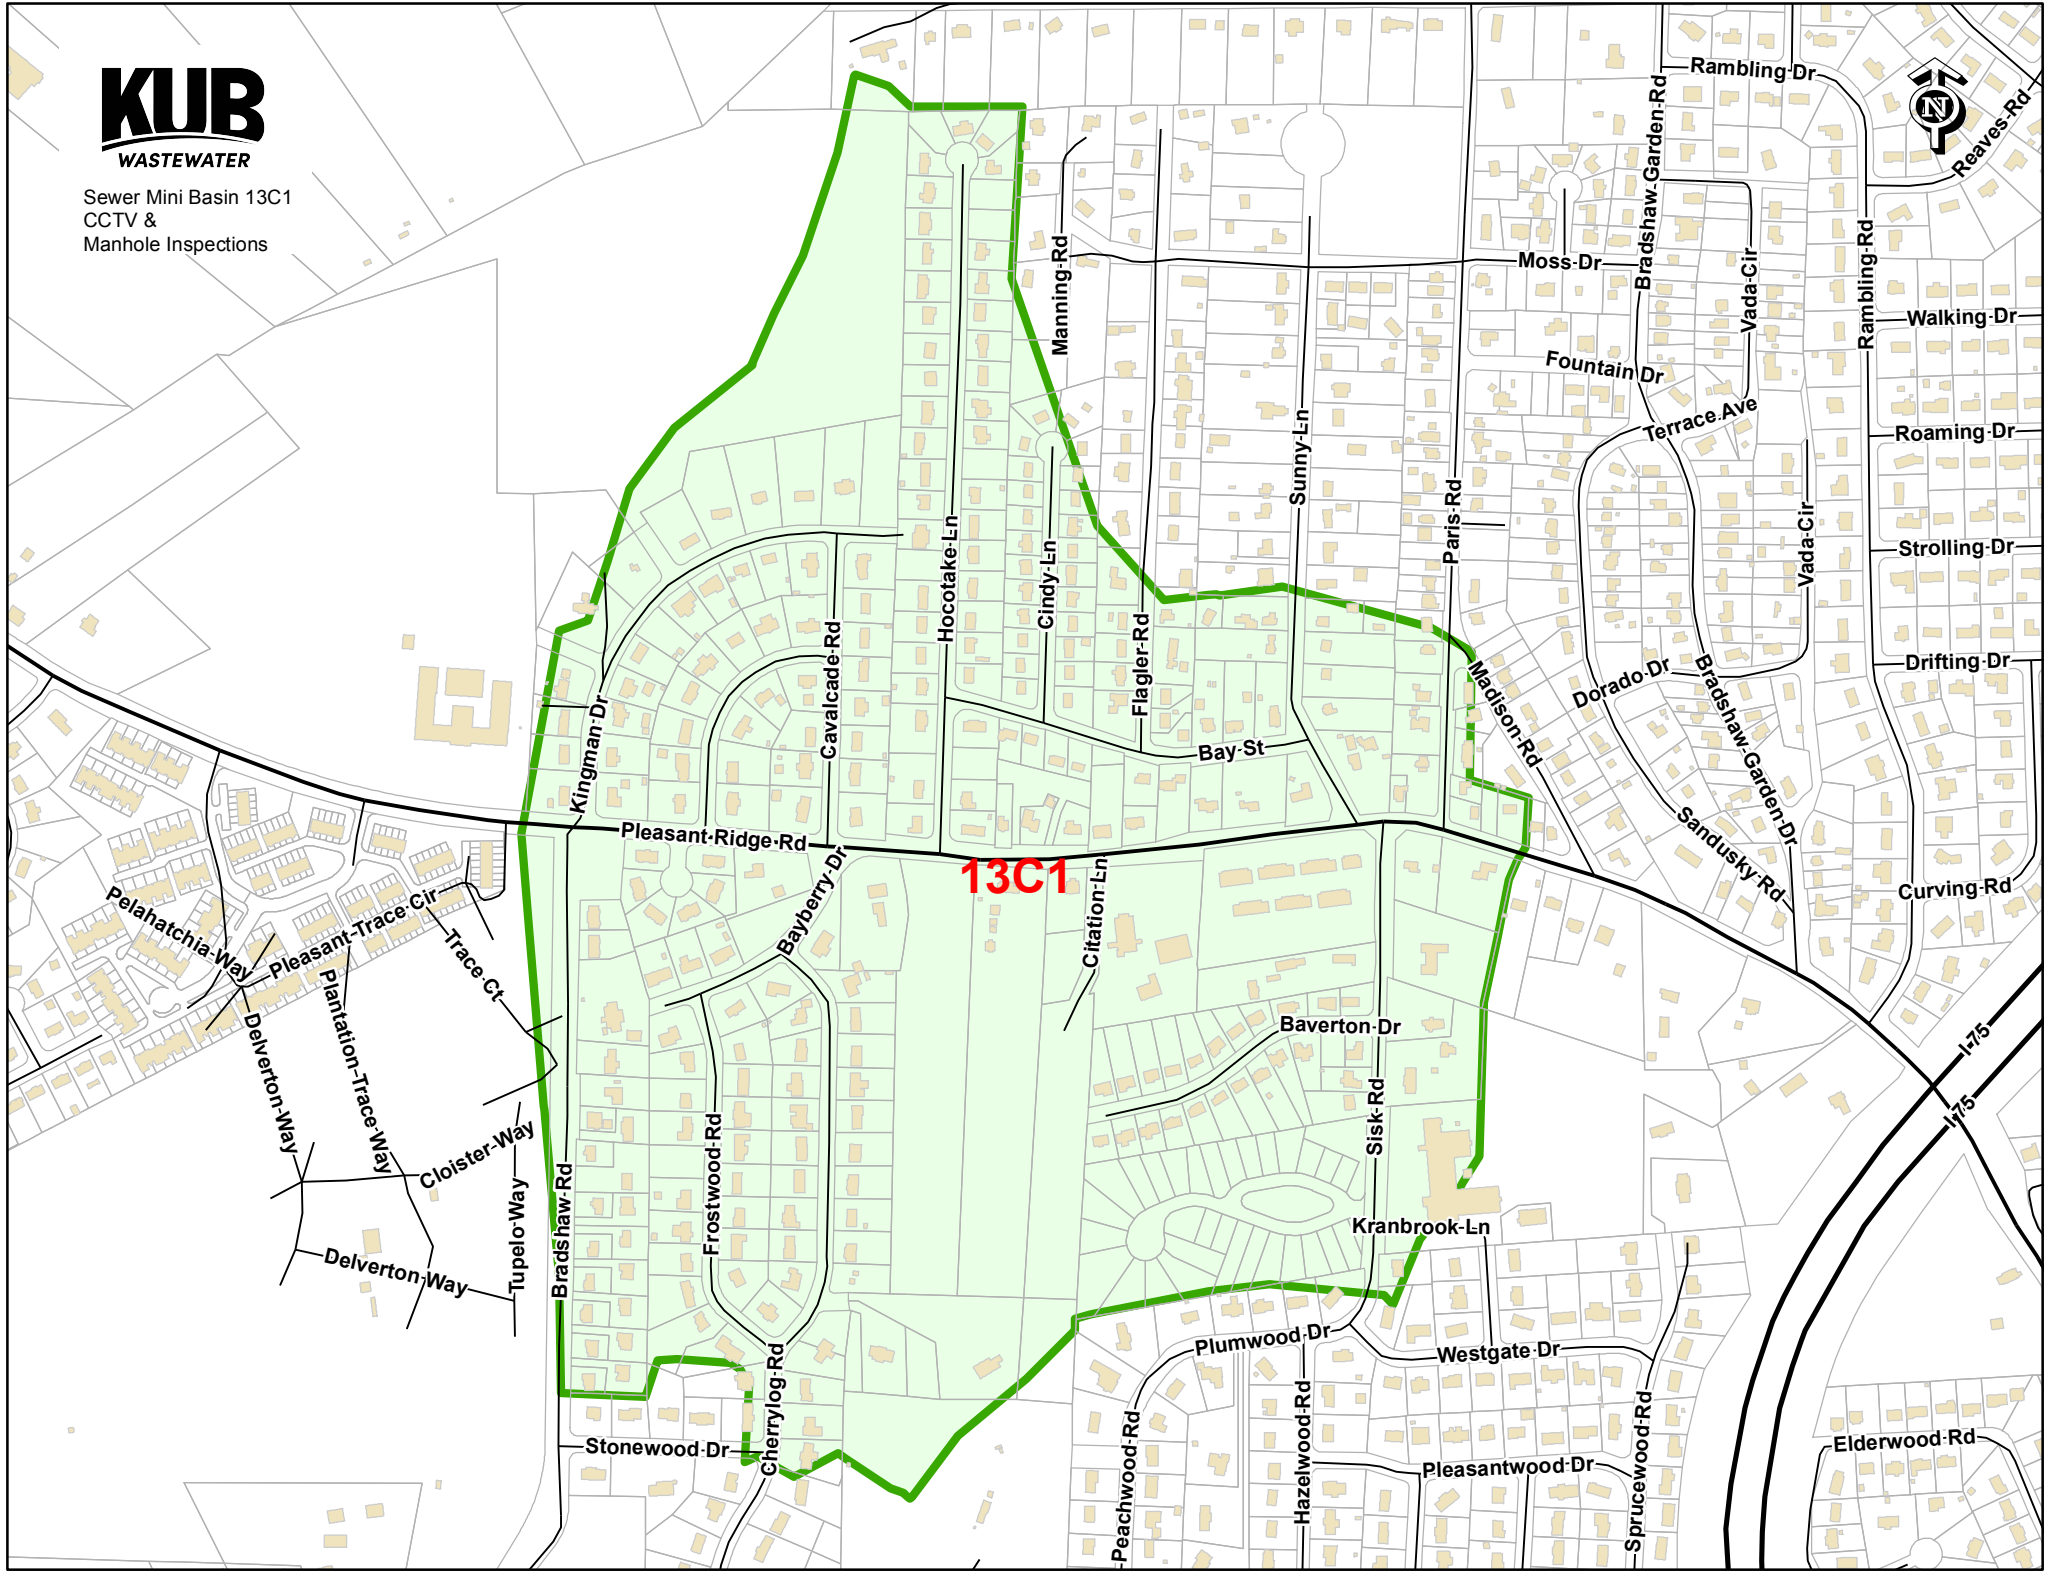 KUB
WASTEWATER
Sewer Mini Basin 13C1
CCTV &
Manhole Inspections
N
Rambling Dr
Reaves Rd
Bradshaw Garden Rd
Manning Rd
Moss Dr
Vada Cir
Rambling Rd
Walking Dr
Fountain Dr
Terrace Ave
Roaming Dr
Sunny Ln
Paris Rd
Hocotake Ln
Cindy Ln
Vada Cir
Strolling Dr
Flagler Rd
Cavalcade Rd
Drifting Dr
Dorado Dr
Madison Rd
Bradshaw Garden Dr
Kingman Dr
Bay St
Pleasant Ridge Rd
13C1
Sandusky Rd
Curving Rd
Bayberry Dr
Citation Ln
Pelahatchia Way
Pleasant Trace Cir
Trace Ct
Plantation Trace Way
Delverton Way
Baverton Dr
I-75
I-75
Sisk Rd
Frostwood Rd
Cloister Way
Tupelo Way
Bradshaw Rd
Kranbrook Ln
Delverton Way
Plumwood Dr
Westgate Dr
Cherrylog Rd
Peachwood Rd
Hazelwood Rd
Sprucewood Rd
Stonewood Dr
Pleasantwood Dr
Elderwood Rd